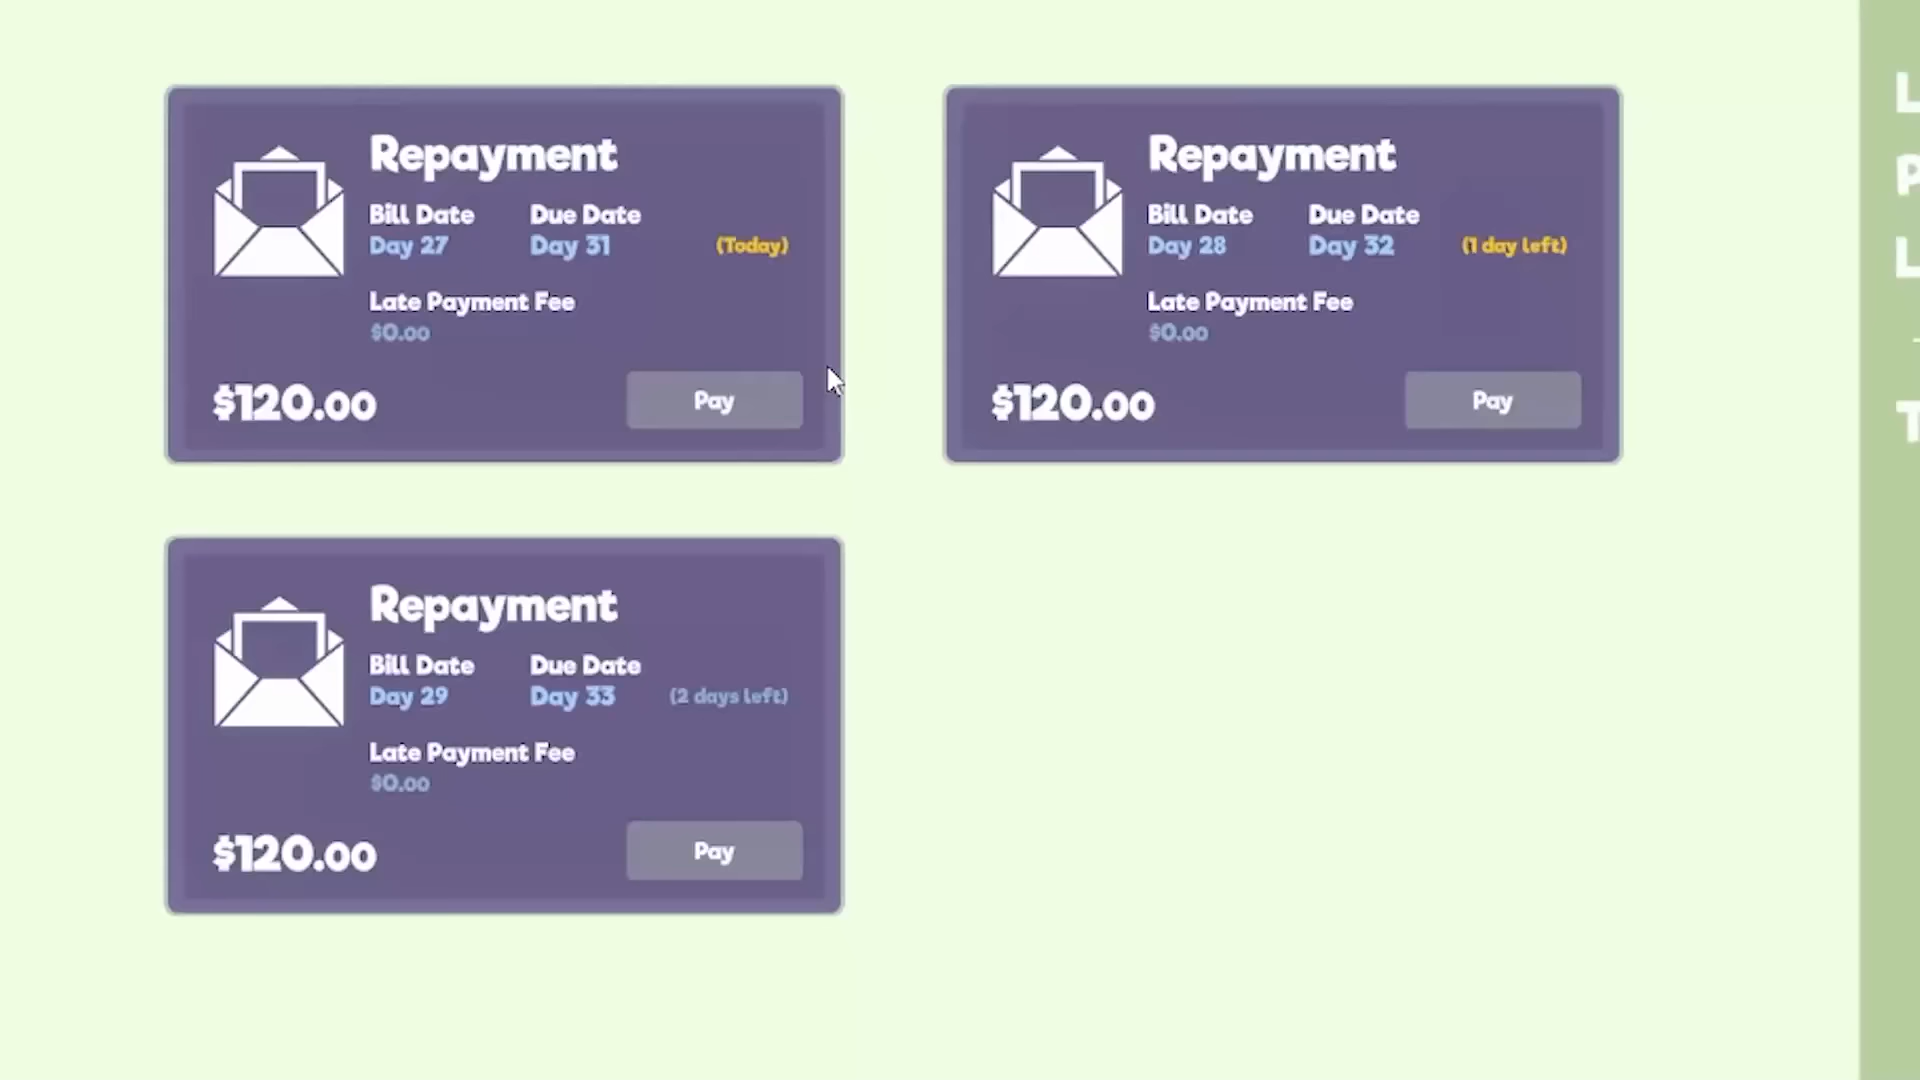 Repayment
Bill Date Due Date
Day 27 Day 31 (Today)
Late Payment Fee
$0.00
$120.00 Pay
Repayment
Bill Date Due Date
Day 28 Day 32 (1 day left)
Late Payment Fee
$0.00
$120.00 Pay
Repayment
Bill Date Due Date
Day 29 Day 33 (2 days left)
Late Payment Fee
$0.00
$120.00 Pay